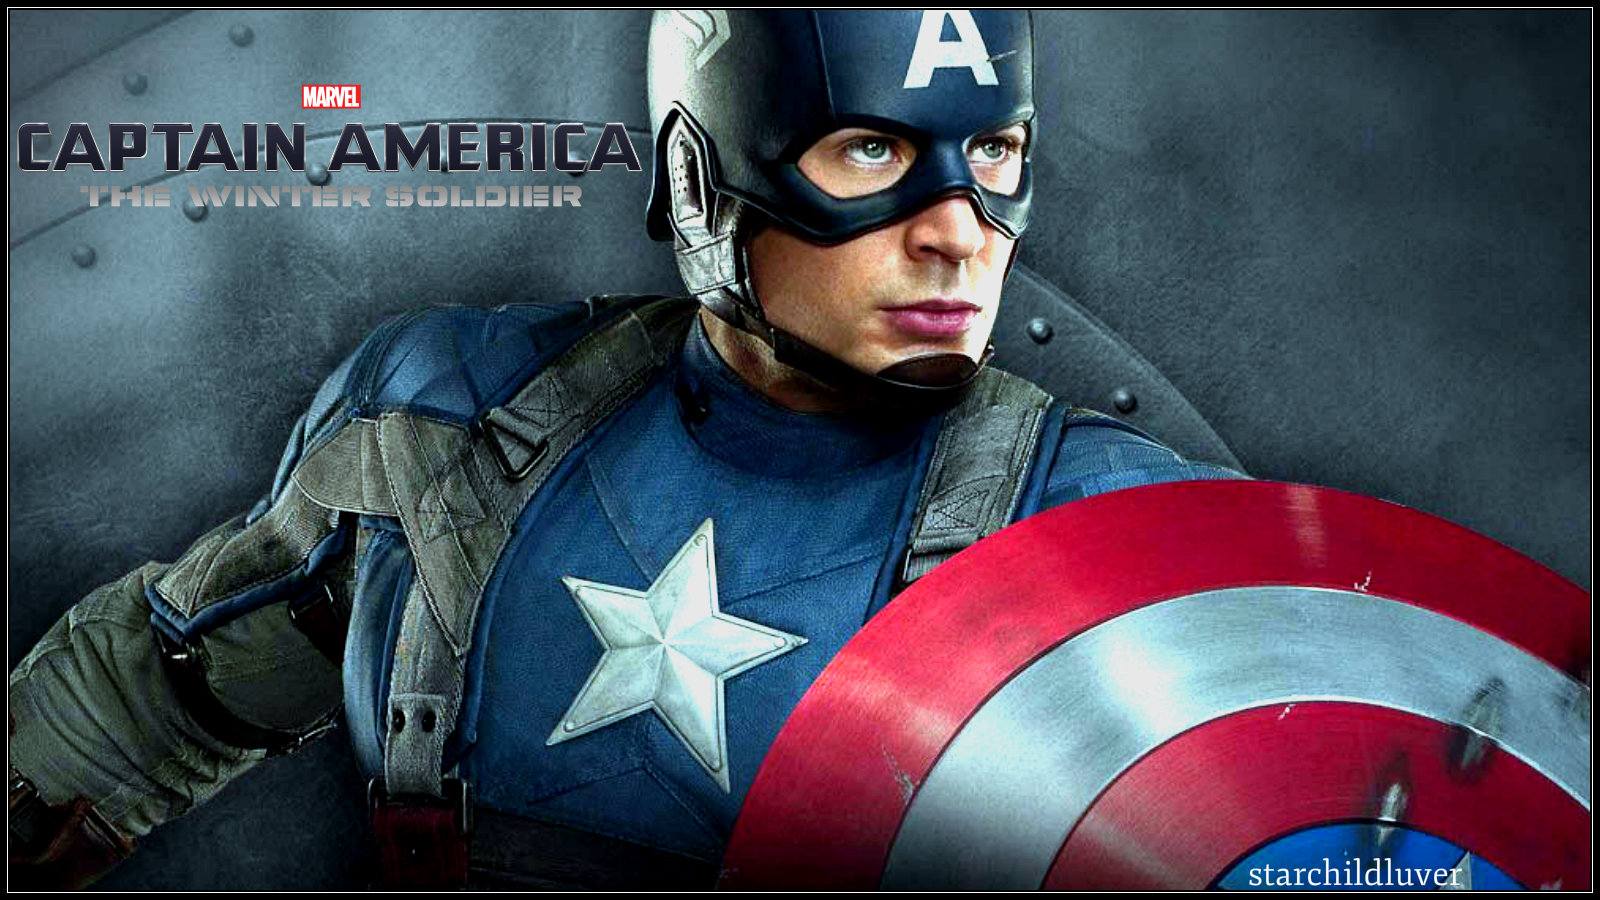 MARVEL
CAPTAIN AMERICA
THE WINTER SOLDIER
A
starchildluver